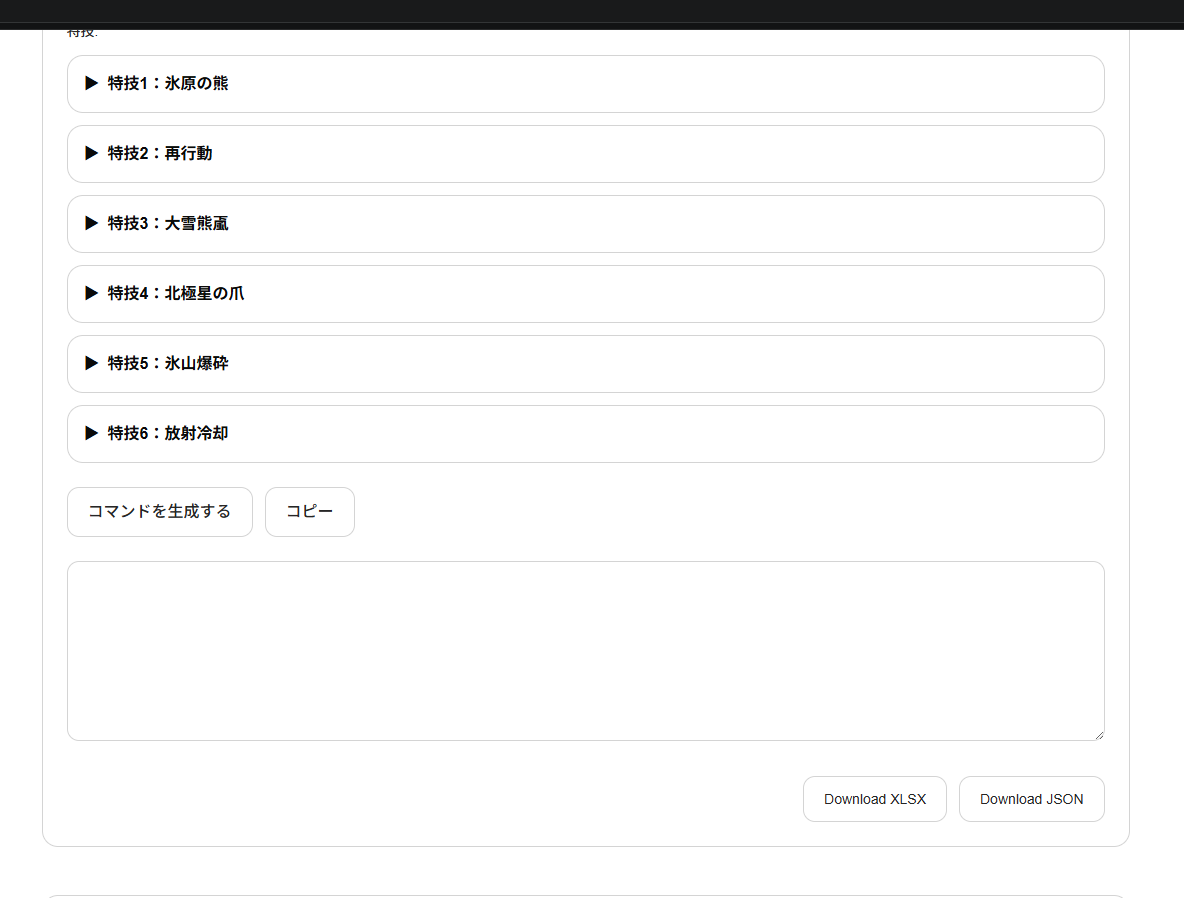 特技:
▶ 特技1：氷原の熊
▶ 特技2：再行動
▶ 特技3：大雪熊颪
▶ 特技4：北極星の爪
▶ 特技5：氷山爆砕
▶ 特技6：放射冷却
コマンドを生成する
コピー
Download XLSX
Download JSON